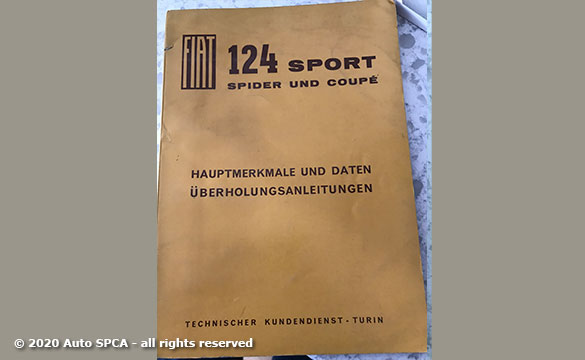 FIAT
124 SPORT
SPIDER UND COUPÉ
HAUPTMERKMALE UND DATEN
ÜBERHOLUNGSANLEITUNGEN
TECHNISCHER KUNDENDIENST - TURIN
© 2020 Auto SPCA - all rights reserved